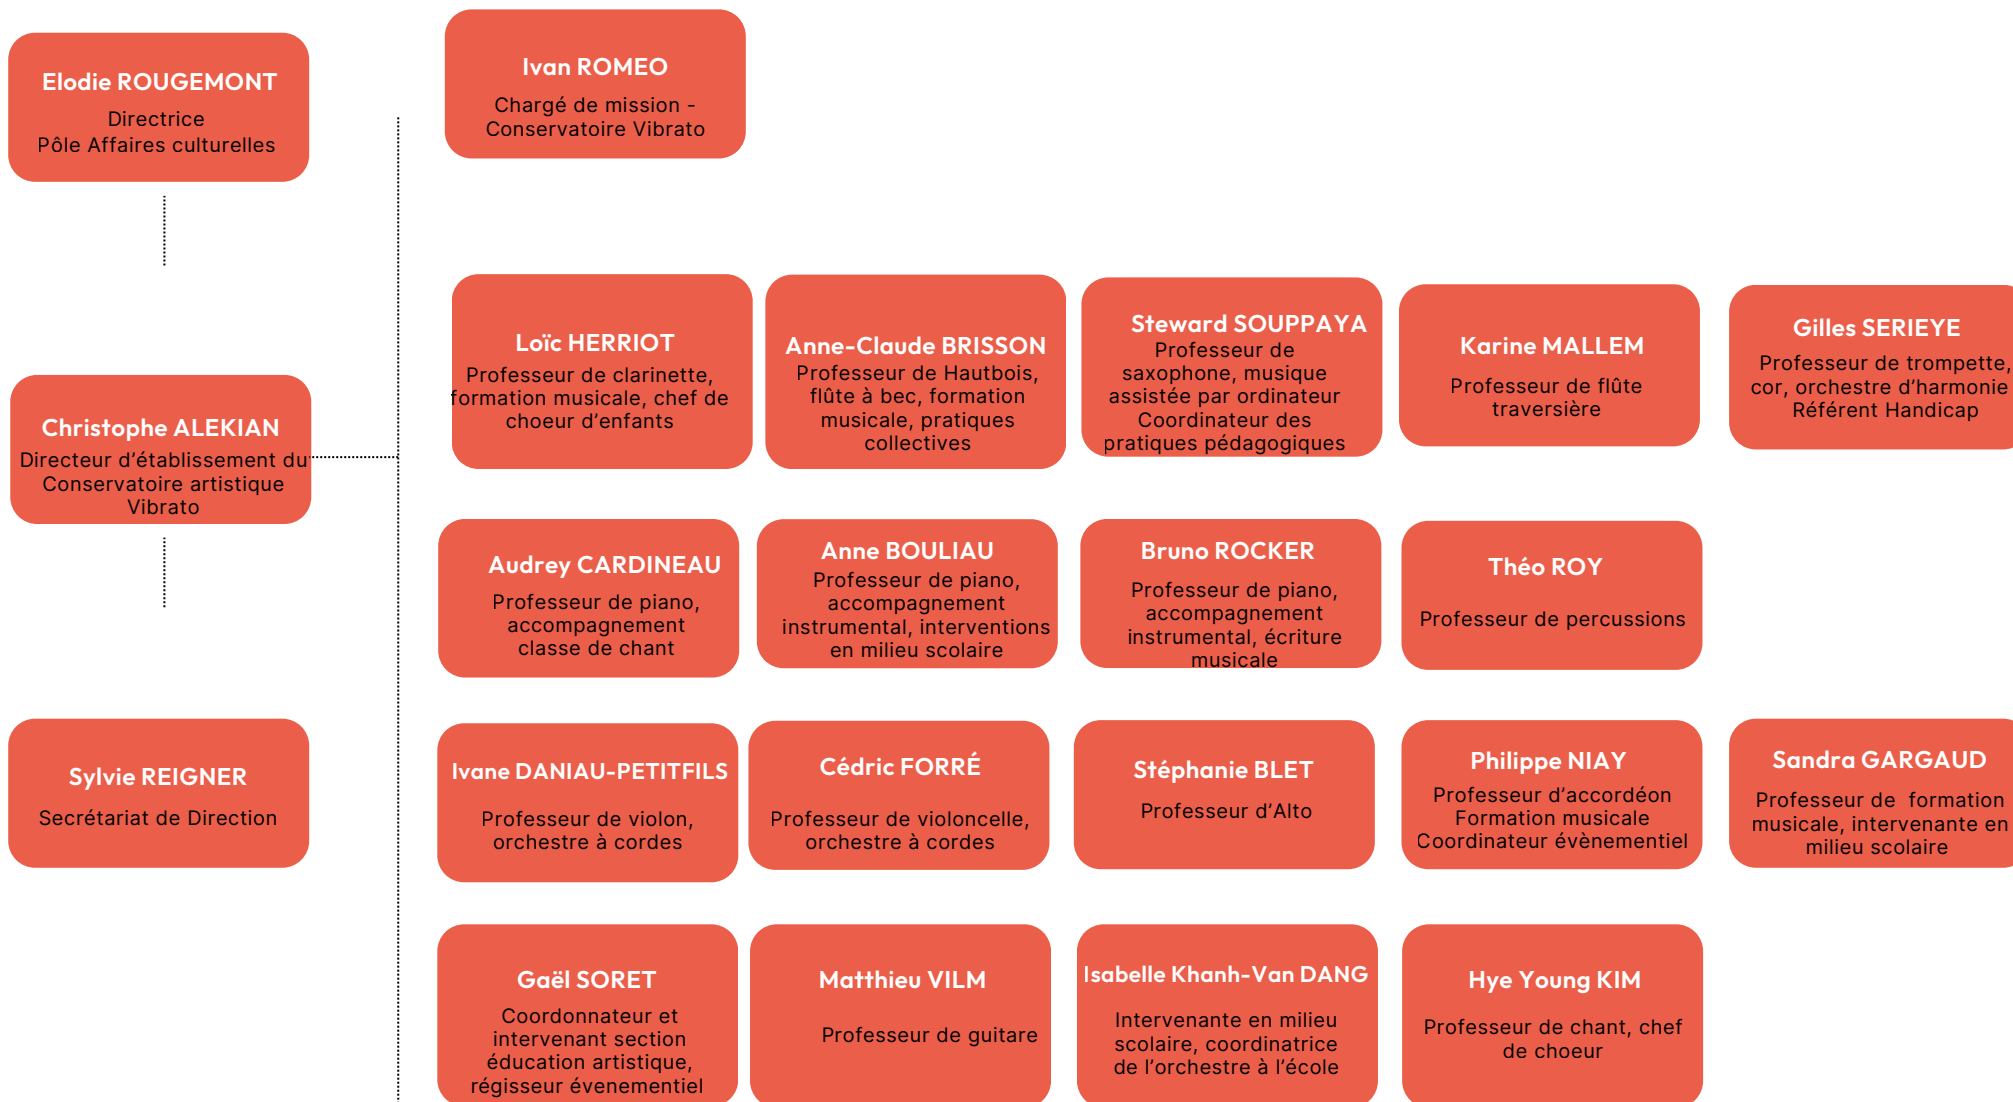 Elodie ROUGEMONT
Directrice
Pôle Affaires culturelles
Ivan ROMEO
Chargé de mission -
Conservatoire Vibrato
Christophe ALEKIAN
Directeur d’établissement du
Conservatoire artistique
Vibrato
Sylvie REIGNER
Secrétariat de Direction
Loïc HERRIOT
Professeur de clarinette,
formation musicale, chef de
choeur d’enfants
Anne-Claude BRISSON
Professeur de Hautbois,
flûte à bec, formation
musicale, pratiques
collectives
Steward SOUPPAYA
Professeur de
saxophone, musique
assistée par ordinateur
Coordinateur des
pratiques pédagogiques
Karine MALLEM
Professeur de flûte
traversière
Gilles SERIEYE
Professeur de trompette,
cor, orchestre d’harmonie
Référent Handicap
Audrey CARDINEAU
Professeur de piano,
accompagnement
classe de chant
Anne BOULIAU
Professeur de piano,
accompagnement
instrumental, interventions
en milieu scolaire
Bruno ROCKER
Professeur de piano,
accompagnement
instrumental, écriture
musicale
Théo ROY
Professeur de percussions
Ivane DANIAU-PETITFILS
Professeur de violon,
orchestre à cordes
Cédric FORRÉ
Professeur de violoncelle,
orchestre à cordes
Stéphanie BLET
Professeur d’Alto
Philippe NIAY
Professeur d’accordéon
Formation musicale
Coordinateur évènementiel
Sandra GARGAUD
Professeur de formation
musicale, intervenante en
milieu scolaire
Gaël SORET
Coordonnateur et
intervenant section
éducation artistique,
régisseur évenementiel
Matthieu VILM
Professeur de guitare
Isabelle Khanh-Van DANG
Intervenante en milieu
scolaire, coordinatrice
de l’orchestre à l’école
Hye Young KIM
Professeur de chant, chef
de choeur